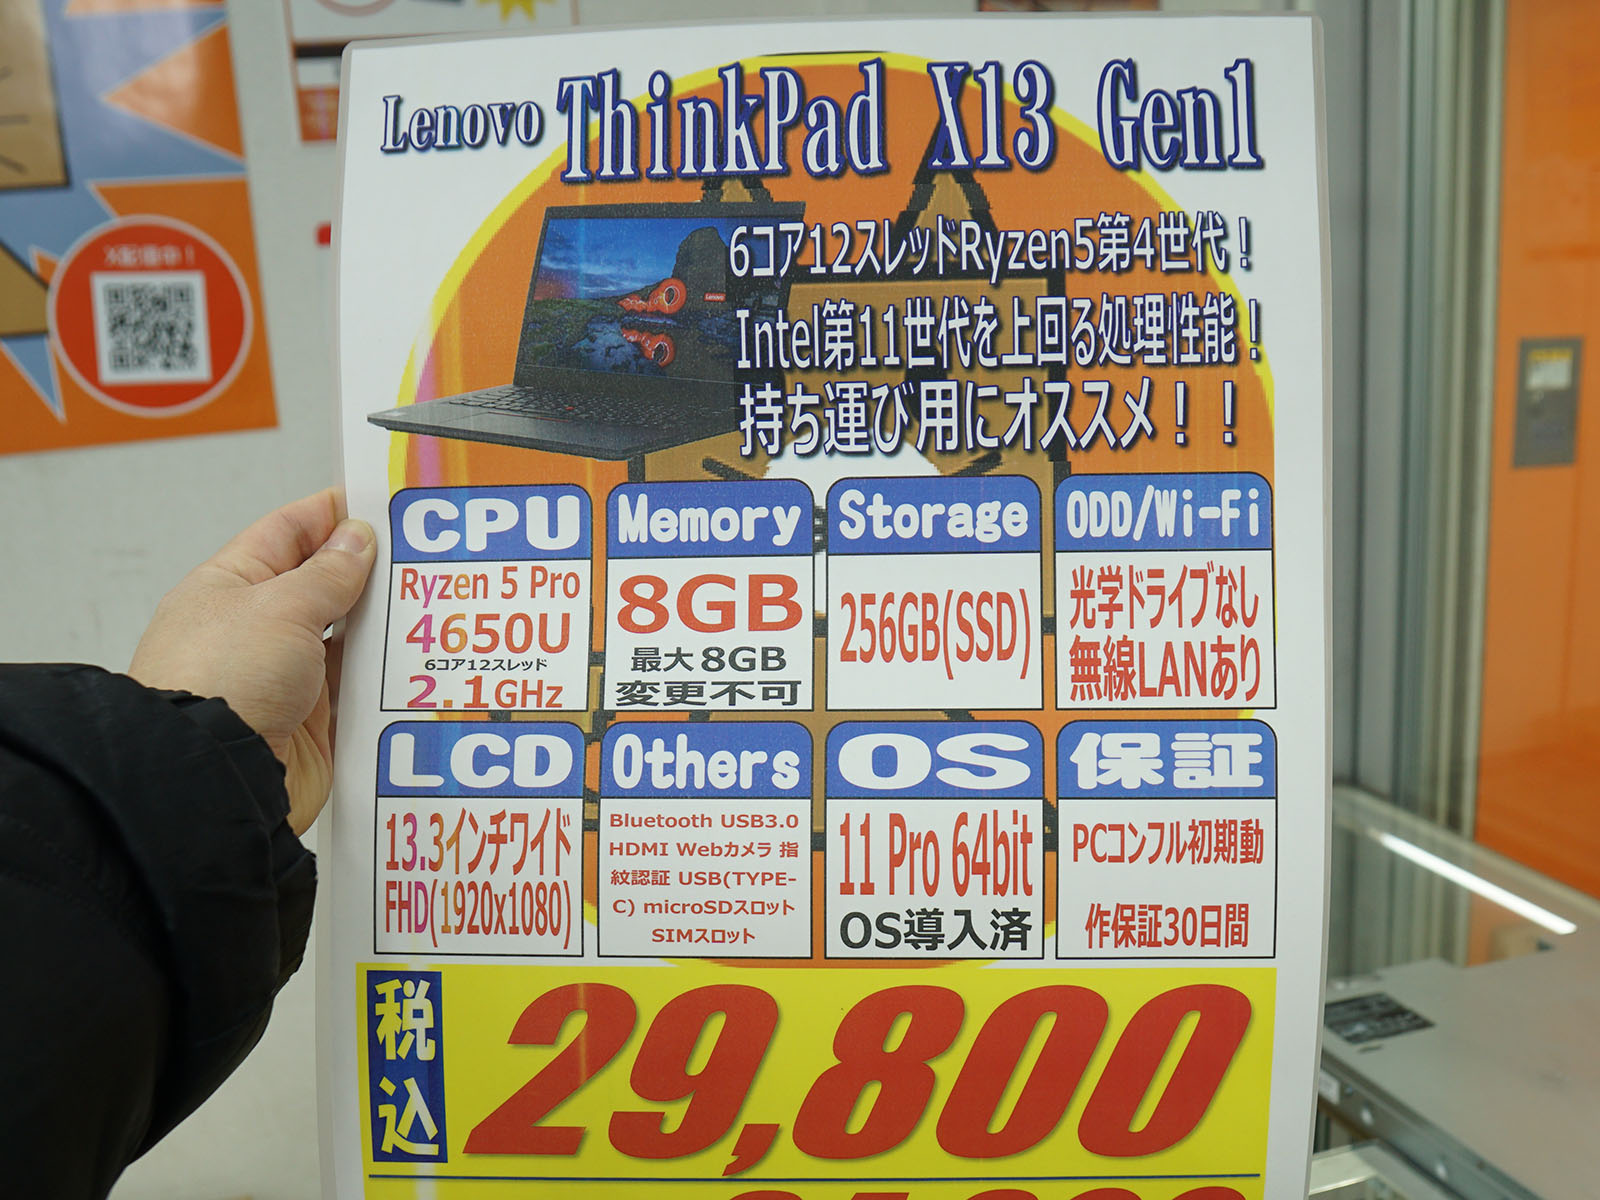 Lenovo ThinkPad X13 Gen1
Lenovo
6コア12スレッドRyzen5第4世代！
Intel第11世代を上回る処理性能！
持ち運び用にオススメ！！
CPU
Ryzen 5 Pro
4650U
6コア12スレッド
2.1GHz
Memory
8GB
最大8GB
変更不可
Storage
256GB(SSD)
ODD/Wi-Fi
光学ドライブなし
無線LANあり
LCD
13.3インチワイド
FHD(1920x1080)
Others
Bluetooth USB3.0
HDMI Webカメラ 指
紋認証 USB(TYPE-
C) microSDスロット
SIMスロット
OS
11 Pro 64bit
OS導入済
保証
PCコンフル初期動
作保証30日間
税込
29,800